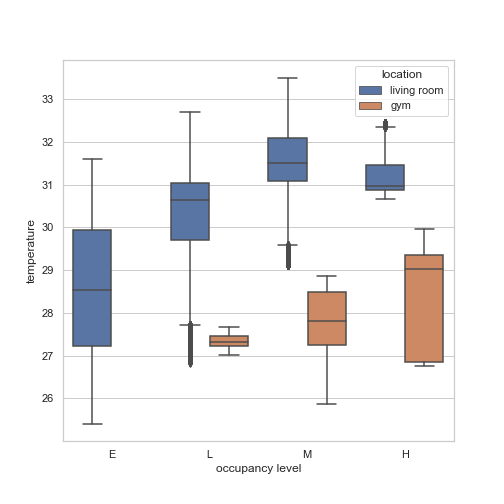 location
living room
gym
33
32
31
30
29
28
27
26
temperature
E L M H
occupancy level